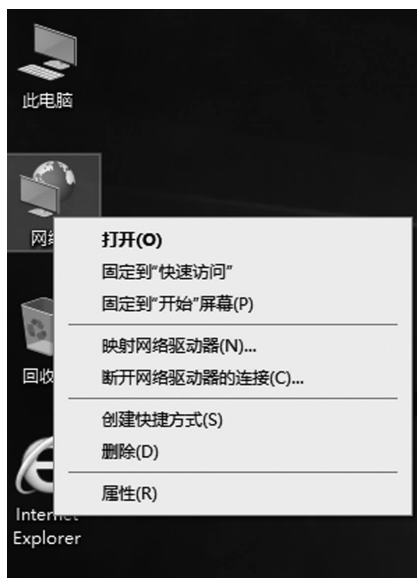 此电脑
网络
打开(O)
固定到"快速访问"
固定到"开始"屏幕(P)
映射网络驱动器(N)...
断开网络驱动器的连接(C)...
回收
创建快捷方式(S)
删除(D)
属性(R)
Internet
Explorer